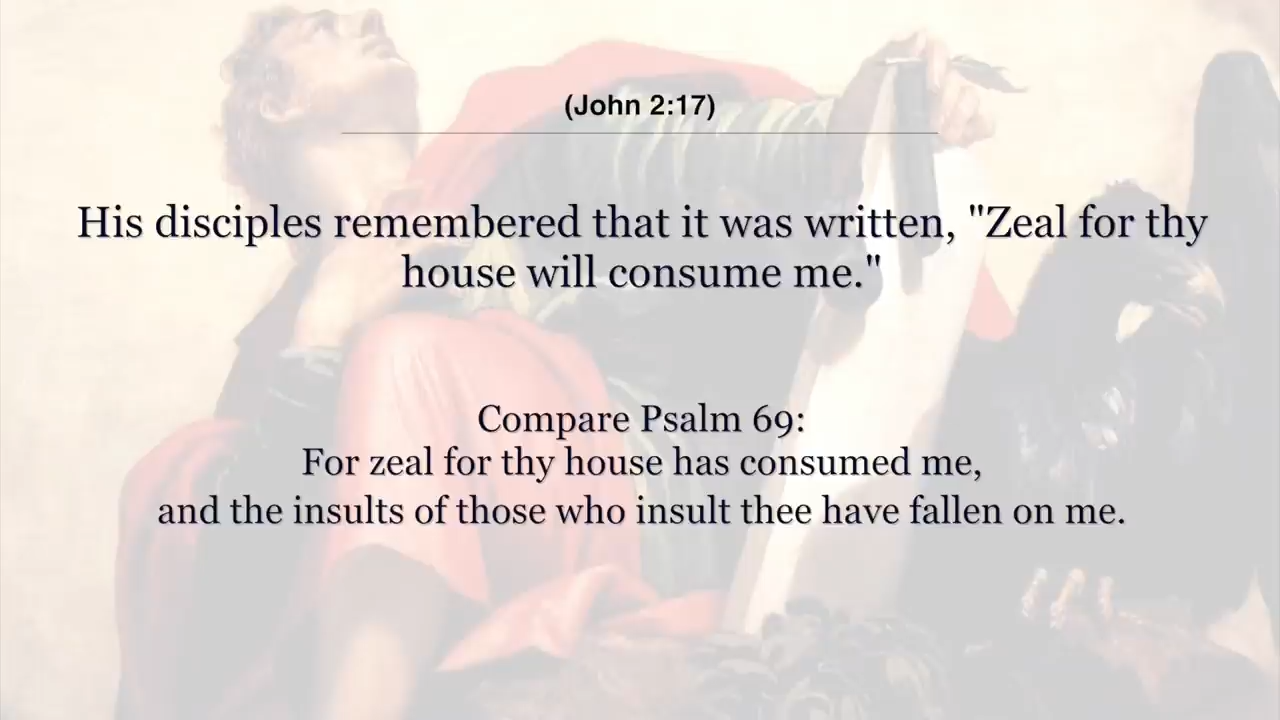 (John 2:17)
His disciples remembered that it was written, "Zeal for thy
house will consume me."
Compare Psalm 69:
For zeal for thy house has consumed me,
and the insults of those who insult thee have fallen on me.